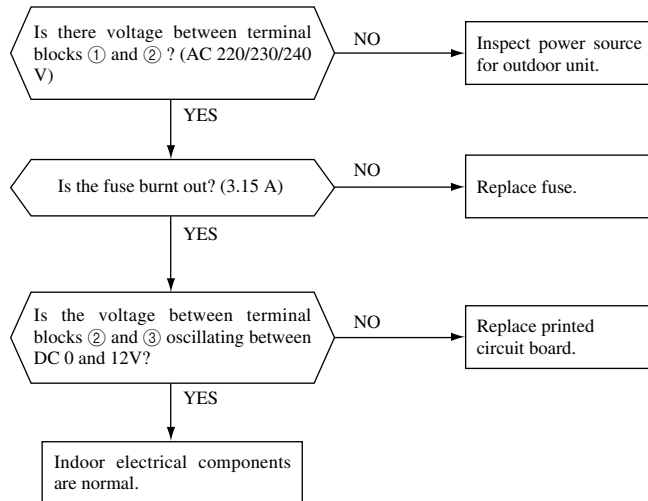 Is there voltage between terminal
blocks ① and ② ? (AC 220/230/240
V)
NO
Inspect power source
for outdoor unit.
YES
Is the fuse burnt out? (3.15 A)
NO
Replace fuse.
YES
Is the voltage between terminal
blocks ② and ③ oscillating between
DC 0 and 12V?
NO
Replace printed
circuit board.
YES
Indoor electrical components
are normal.